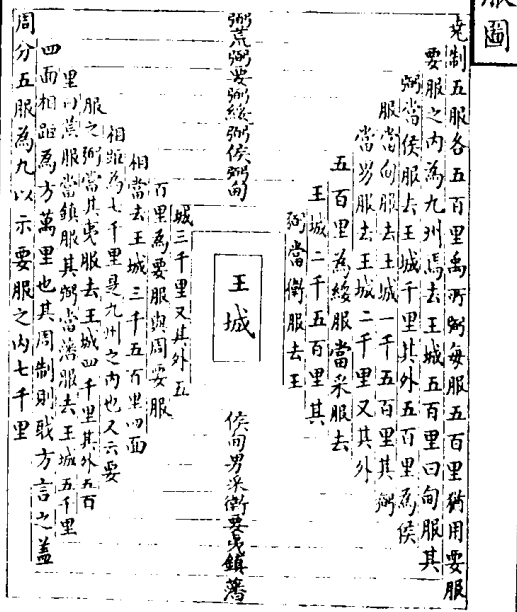 服圖
堯制五服各五百里禹所弼每服五百里猶用要服
要服之內為九州焉去王城五百里曰甸服其
弼當侯服去王城千里其外五百里為侯
服當甸服去王城一千五百里其弼
當男服去王城二千里又其外
五百里為綏服當采服去
王城二千五百里其
弼當衛服去王
弼荒弼要弼綏弼侯弼甸
王城
侯甸男采衛要夷鎮藩
城三千里又其外五
百里為要服與周要服
相當去王城三千五百里四面
相距為七千里是九州之內也又云要
服之弼當其夷服去王城四千里其外五百
里曰荒服當鎮服其弼當藩服去王城五千里
四面相距為方萬里也其周制則職方言之蓋
周分五服為九以示要服之內七千里